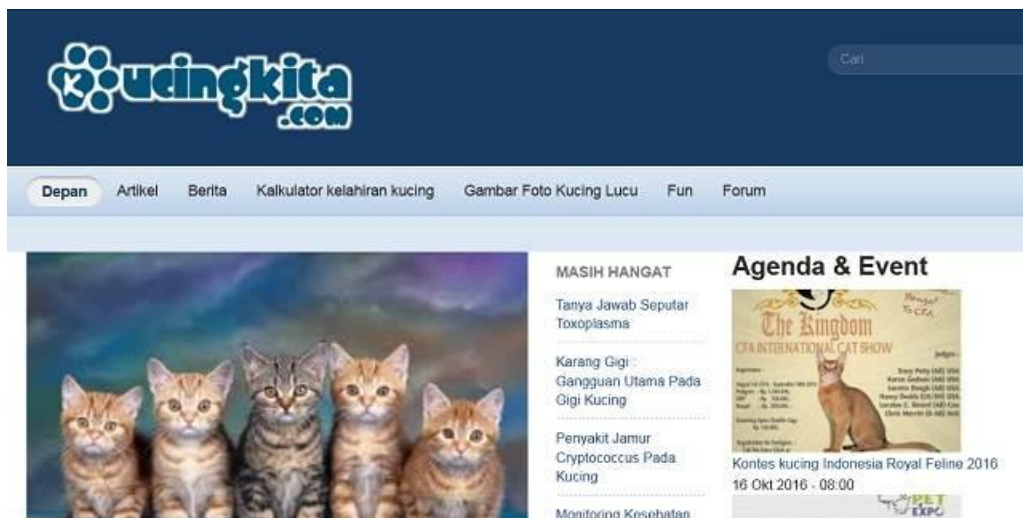 Kucingkita
.COM
Cari
Depan Artikel Berita Kalkulator kelahiran kucing Gambar Foto Kucing Lucu Fun Forum
MASIH HANGAT
Tanya Jawab Seputar
Toxoplasma
Karang Gigi :
Gangguan Utama Pada
Gigi Kucing
Penyakit Jamur
Cryptococcus Pada
Kucing
Monitoring Kesehatan
Agenda & Event
The Kingdom
CFA INTERNATIONAL CAT SHOW
Kontes kucing Indonesia Royal Feline 2016
16 Okt 2016 - 08:00
PET
EXPO